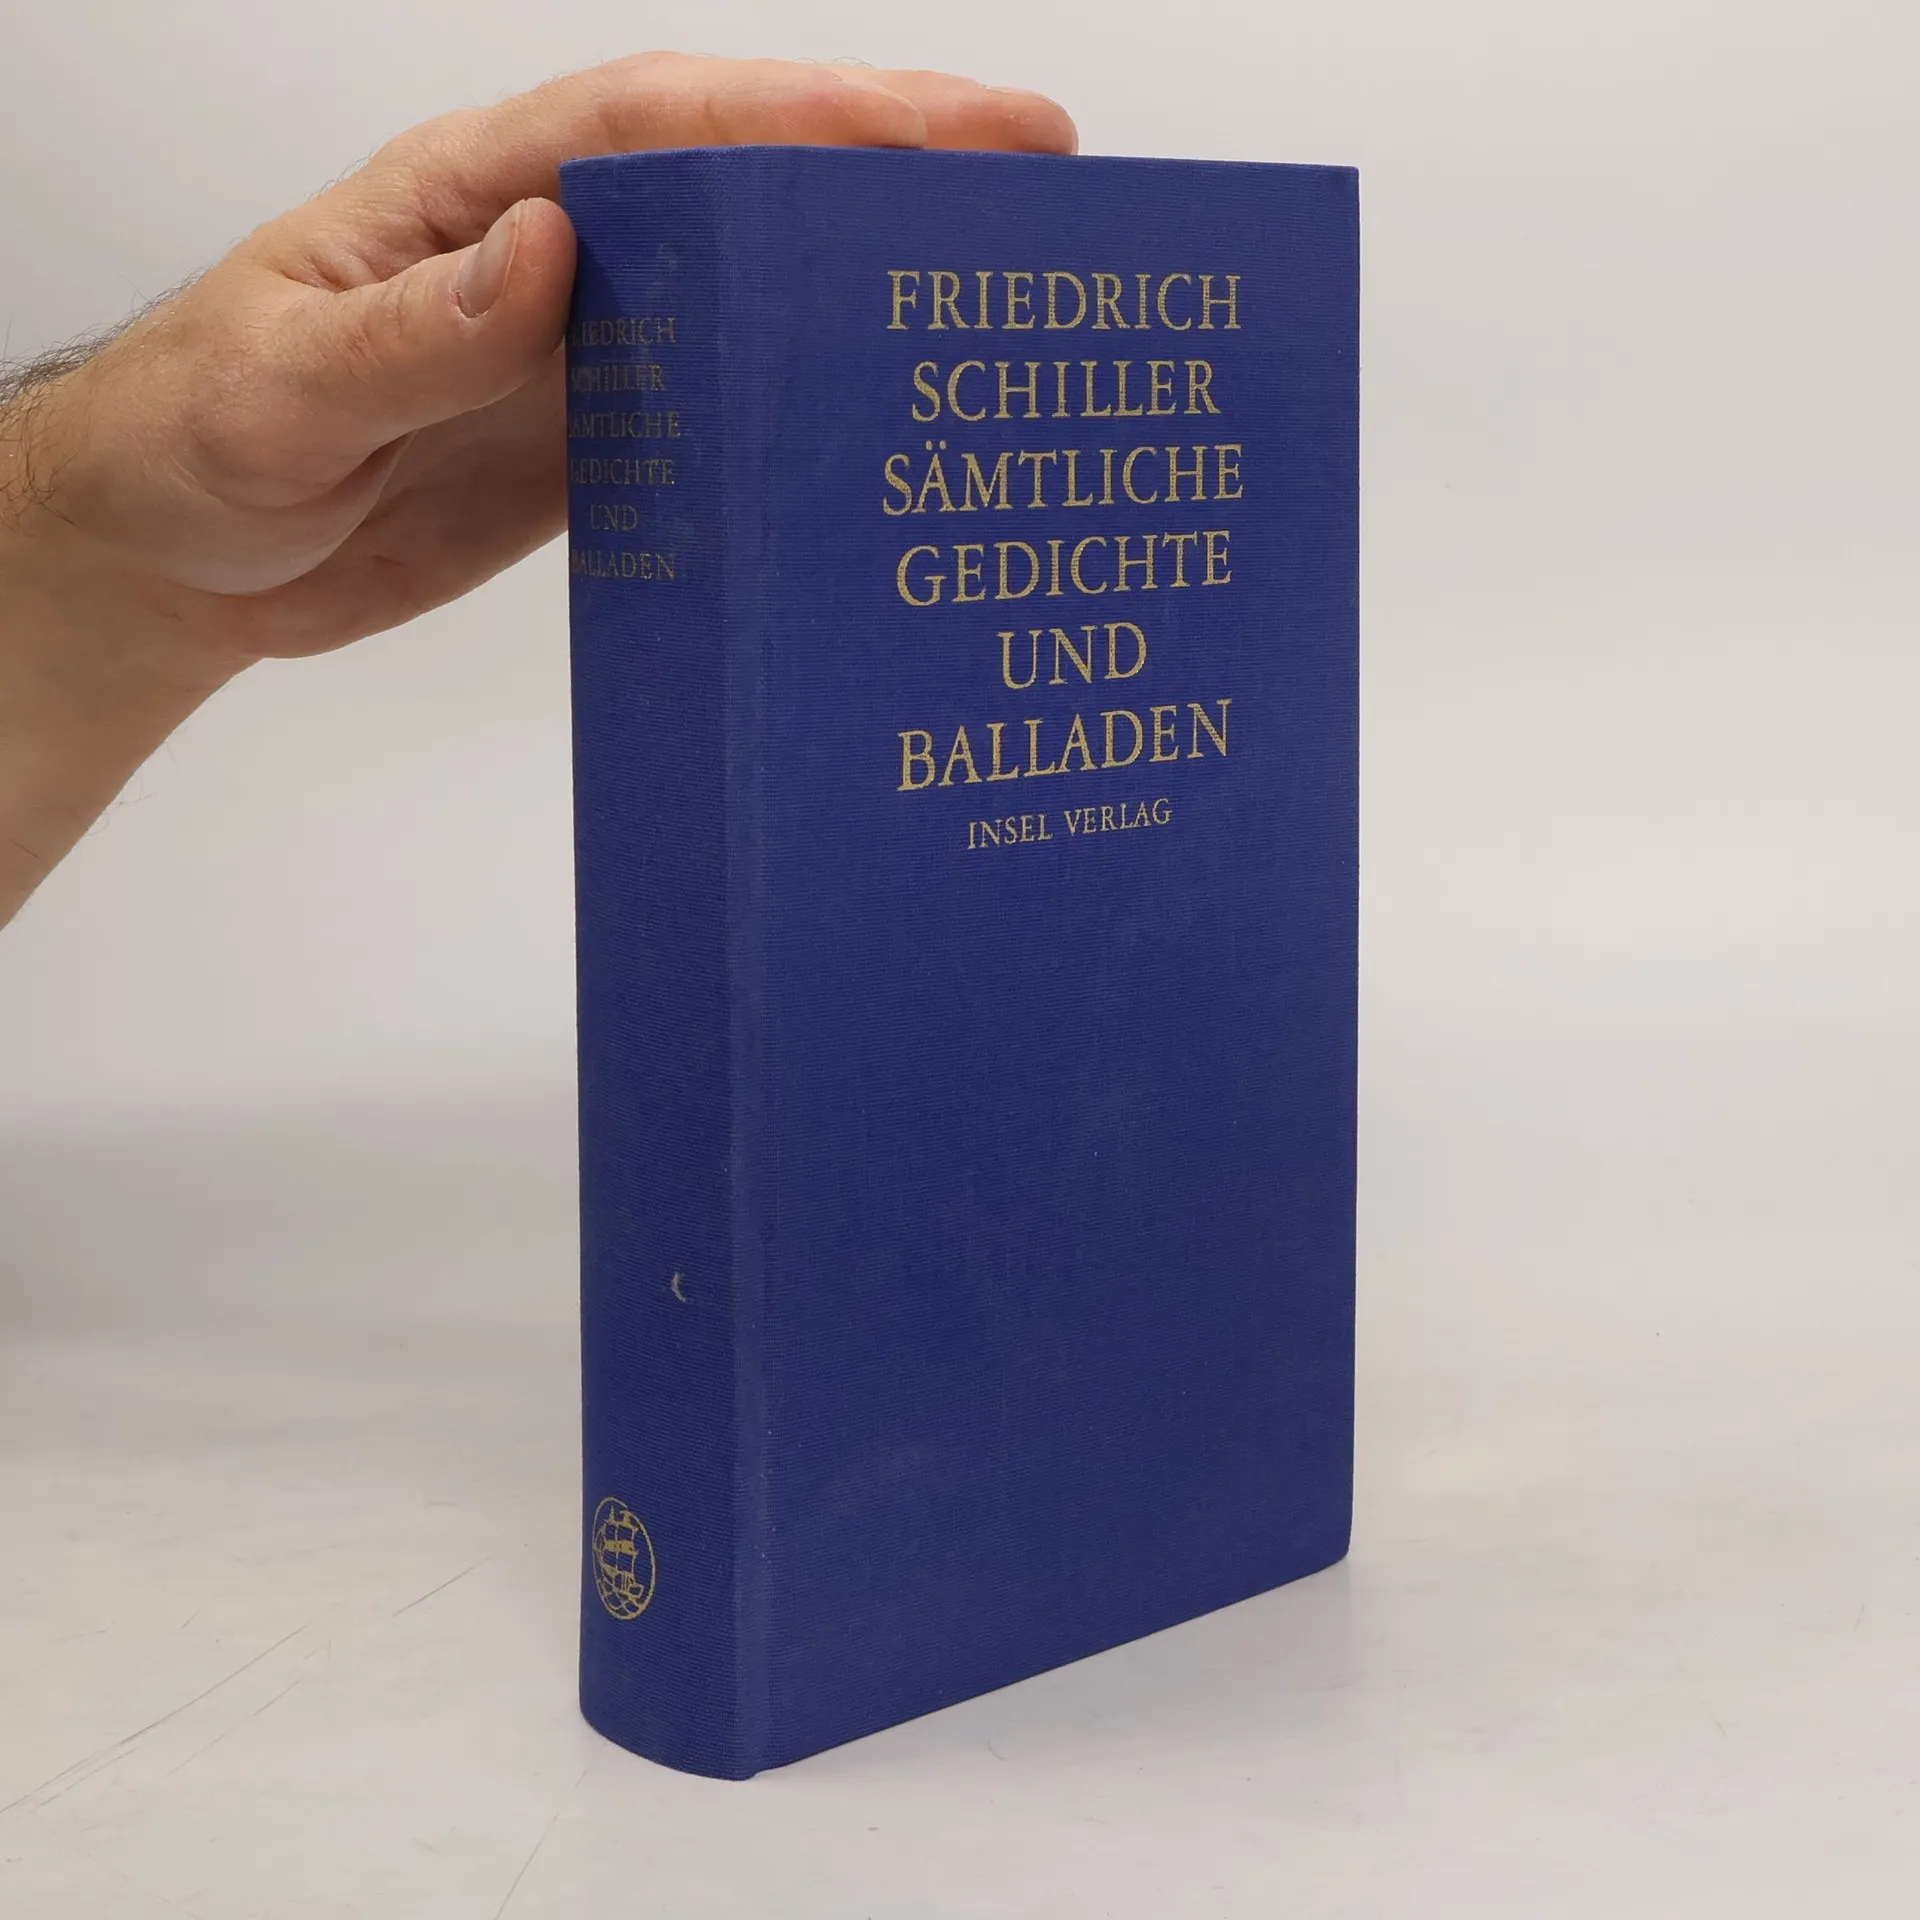 FRIEDRICH
SCHILLER
SÄMTLICHE
GEDICHTE
UND
BALLADEN
FRIEDRICH
SCHILLER
SÄMTLICHE
GEDICHTE
UND
BALLADEN
INSEL VERLAG